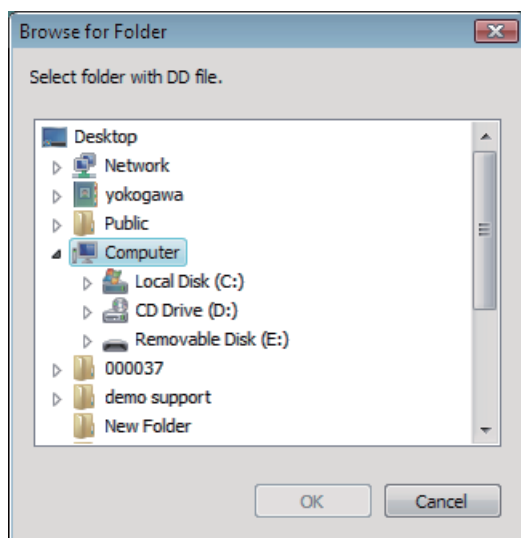 Browse for Folder
Select folder with DD file.
Desktop
Network
yokogawa
Public
Computer
Local Disk (C:)
CD Drive (D:)
Removable Disk (E:)
000037
demo support
New Folder
OK Cancel